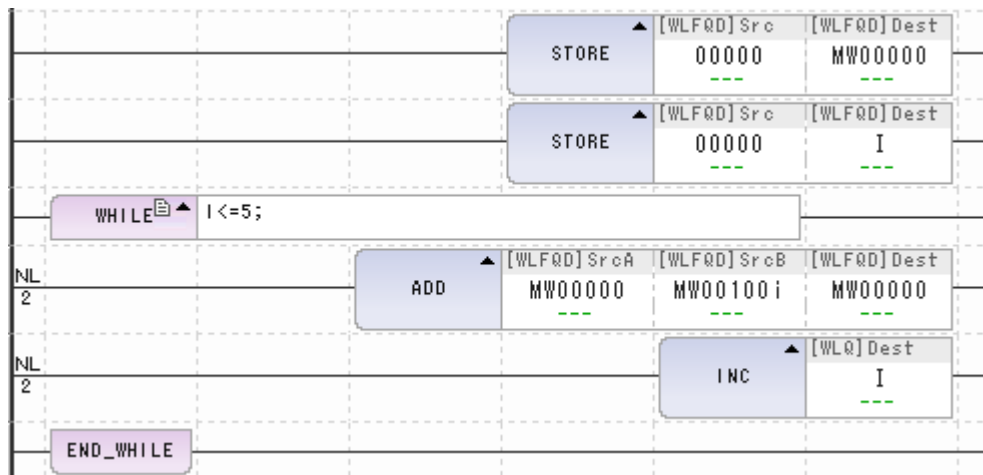 [WLFQD]Src [WLFQD]Dest
STORE 00000 MW00000
--- ---
[WLFQD]Src [WLFQD]Dest
STORE 00000 I
--- ---
WHILE I<=5;
NL
2
[WLFQD]SrcA [WLFQD]SrcB [WLFQD]Dest
ADD MW00000 MW00100i MW00000
--- --- ---
NL
2
[WLQ]Dest
INC I
---
END_WHILE